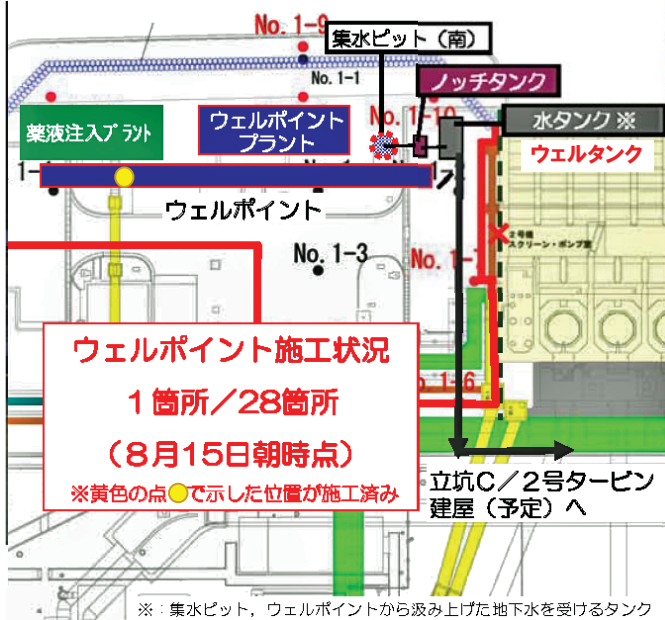 No. 1-9
集水ピット（南）
No. 1-1
ノッチタンク
薬液注入プラント
ウェルポイント
プラント
No. 1-10
水タンク※
ウェルタンク
ウェルポイント
2号機
スクリーン・ポンプ室
No. 1-3
No. 1-
ウェルポイント施工状況
1箇所／28箇所
（8月15日朝時点）
※黄色の点で示した位置が施工済み
1-6
立坑C／2号タービン
建屋（予定）へ
※：集水ピット，ウェルポイントから汲み上げた地下水を受けるタンク